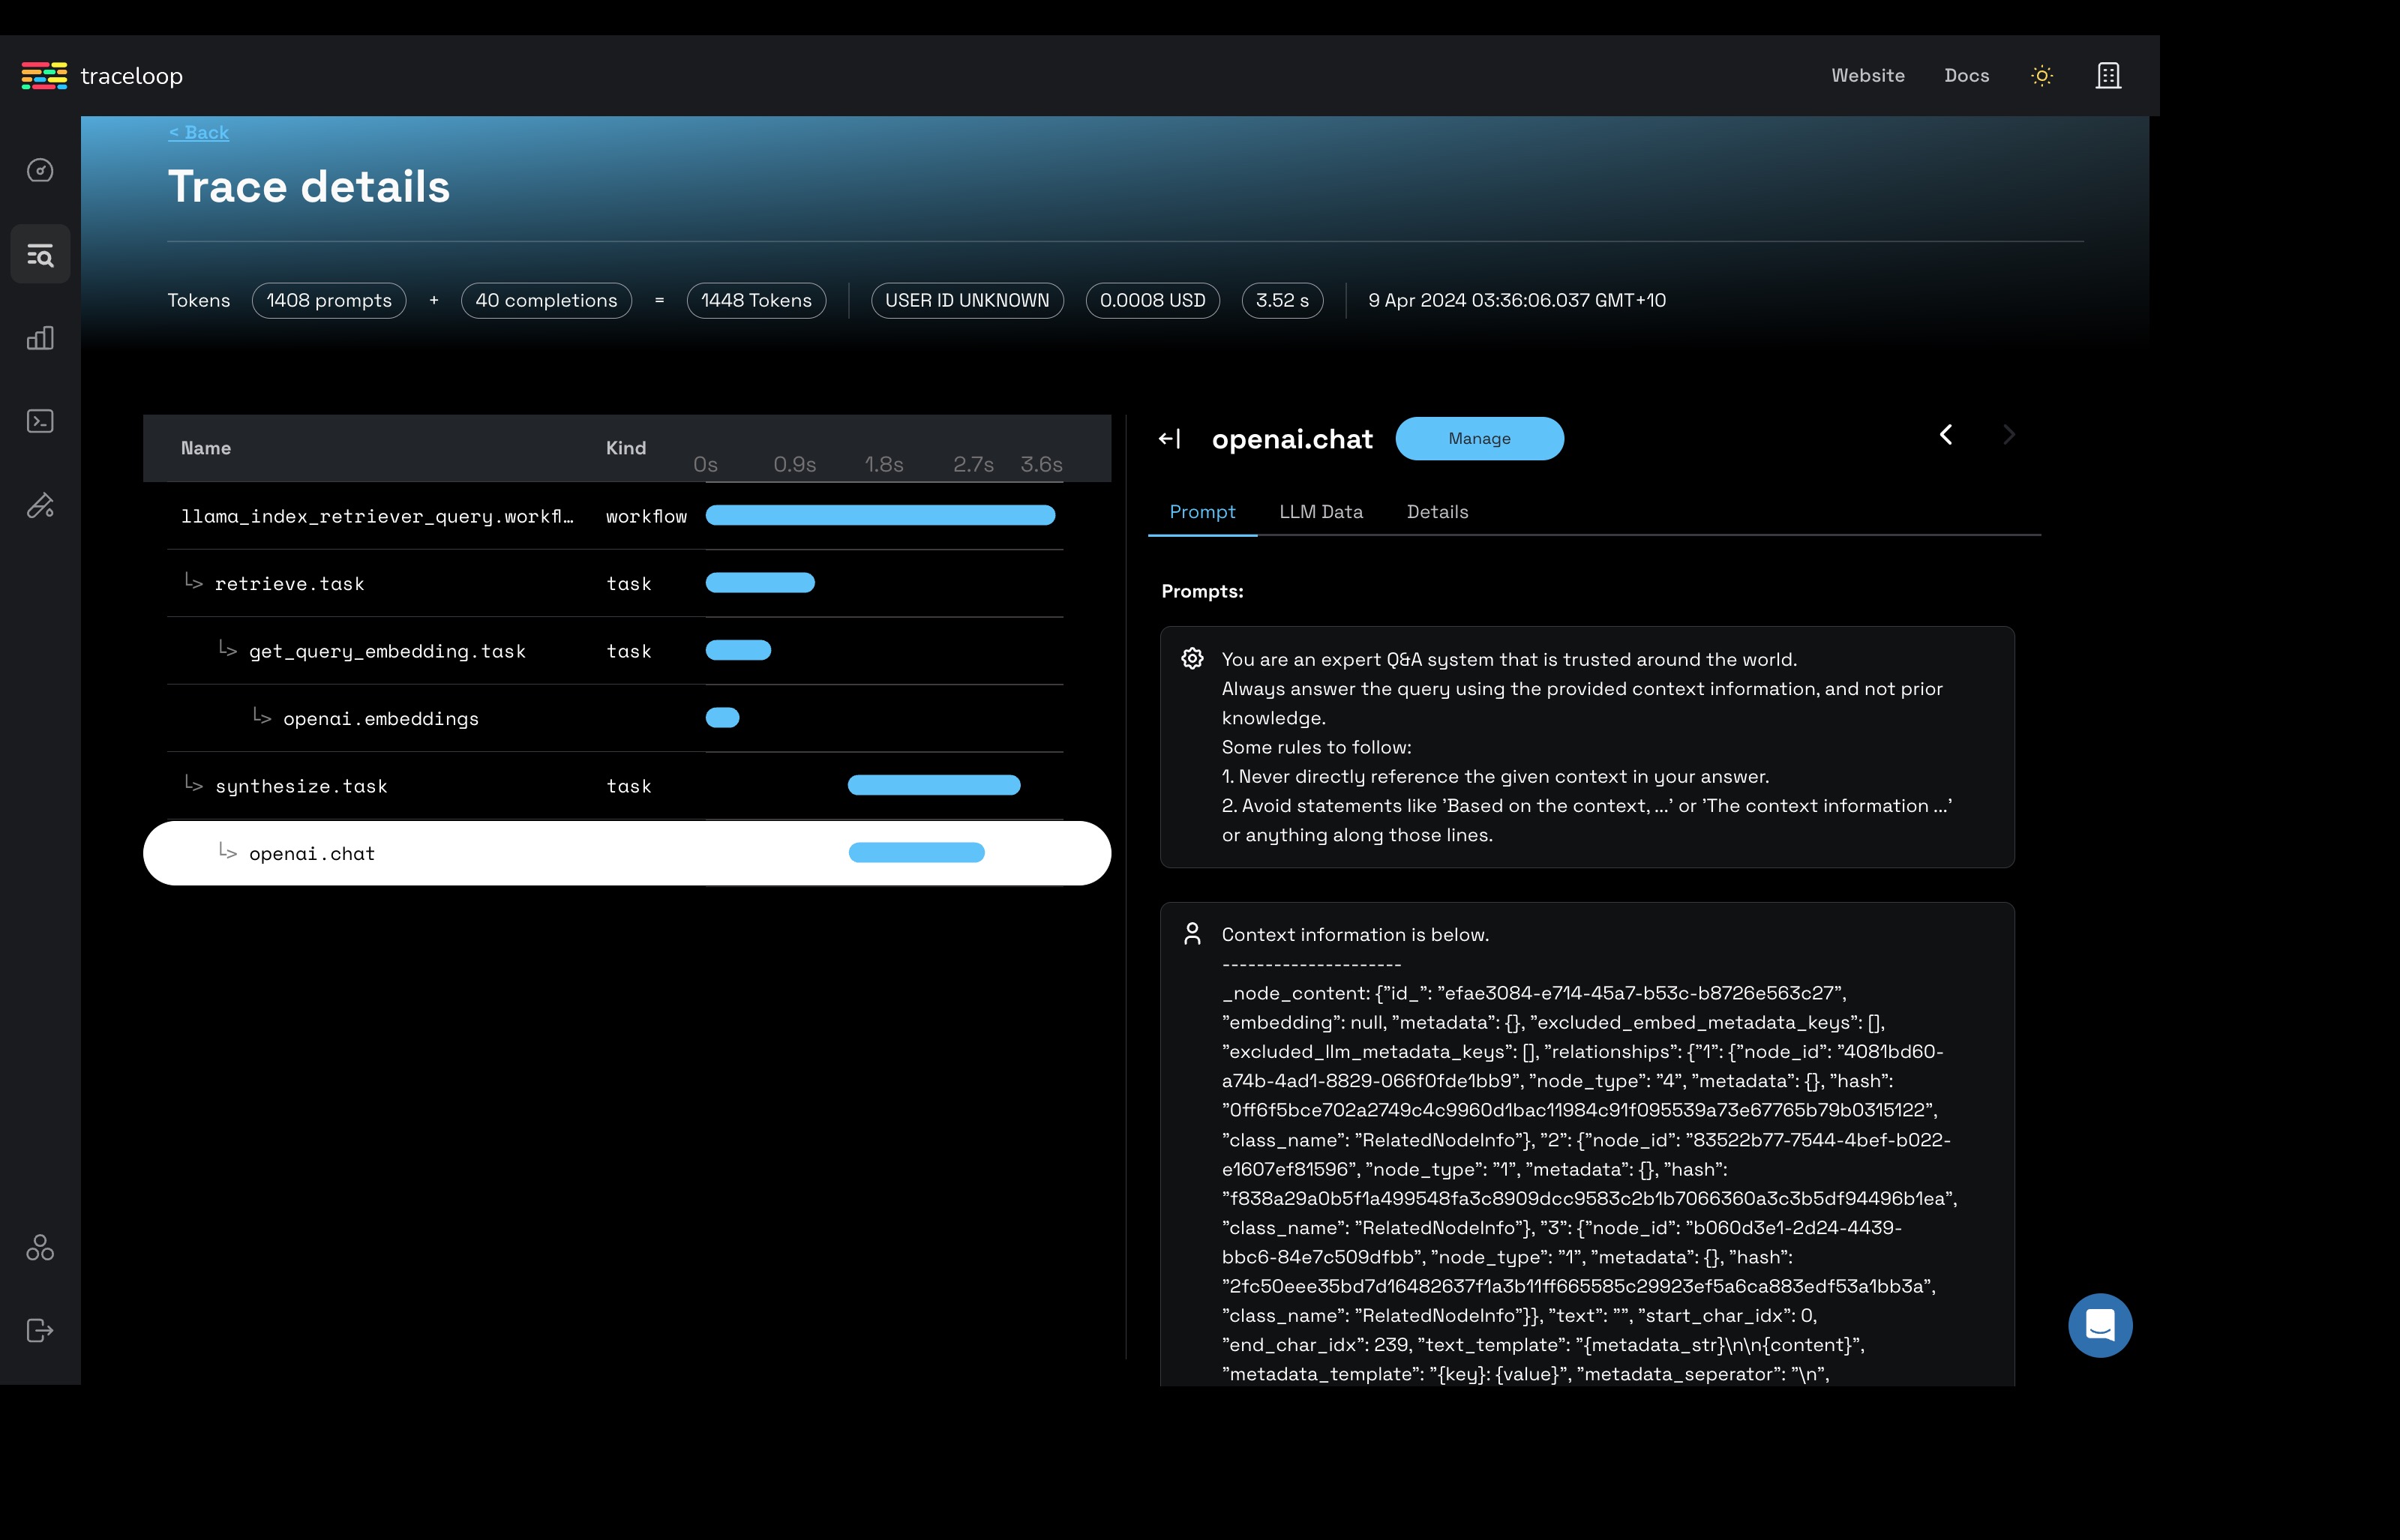 traceloop
Website Docs
< Back
Trace details
Tokens 1408 prompts + 40 completions = 1448 Tokens USER ID UNKNOWN 0.0008 USD 3.52 s 9 Apr 2024 03:36:06.037 GMT+10
Name Kind 0s 0.9s 1.8s 2.7s 3.6s
llama_index_retriever_query.workfl… workflow
retrieve.task task
get_query_embedding.task task
openai.embeddings
synthesize.task task
openai.chat
openai.chat Manage
Prompt LLM Data Details
Prompts:
You are an expert Q&A system that is trusted around the world.
Always answer the query using the provided context information, and not prior
knowledge.
Some rules to follow:
1. Never directly reference the given context in your answer.
2. Avoid statements like 'Based on the context, ...' or 'The context information ...'
or anything along those lines.
Context information is below.
---------------------
_node_content: {"id_": "efae3084-e714-45a7-b53c-b8726e563c27",
"embedding": null, "metadata": {}, "excluded_embed_metadata_keys": [],
"excluded_llm_metadata_keys": [], "relationships": {"1": {"node_id": "4081bd60-
a74b-4ad1-8829-066f0fde1bb9", "node_type": "4", "metadata": {}, "hash":
"0ff6f5bce702a2749c4c9960d1bac11984c91f095539a73e67765b79b0315122",
"class_name": "RelatedNodeInfo"}, "2": {"node_id": "83522b77-7544-4bef-b022-
e1607ef81596", "node_type": "1", "metadata": {}, "hash":
"f838a29a0b5f1a499548fa3c8909dcc9583c2b1b7066360a3c3b5df94496b1ea",
"class_name": "RelatedNodeInfo"}, "3": {"node_id": "b060d3e1-2d24-4439-
bbc6-84e7c509dfbb", "node_type": "1", "metadata": {}, "hash":
"2fc50eee35bd7d16482637f1a3b11ff665585c29923ef5a6ca883edf53a1bb3a",
"class_name": "RelatedNodeInfo"}}, "text": "", "start_char_idx": 0,
"end_char_idx": 239, "text_template": "{metadata_str}\n\n{content}",
"metadata_template": "{key}: {value}", "metadata_seperator": "\n",